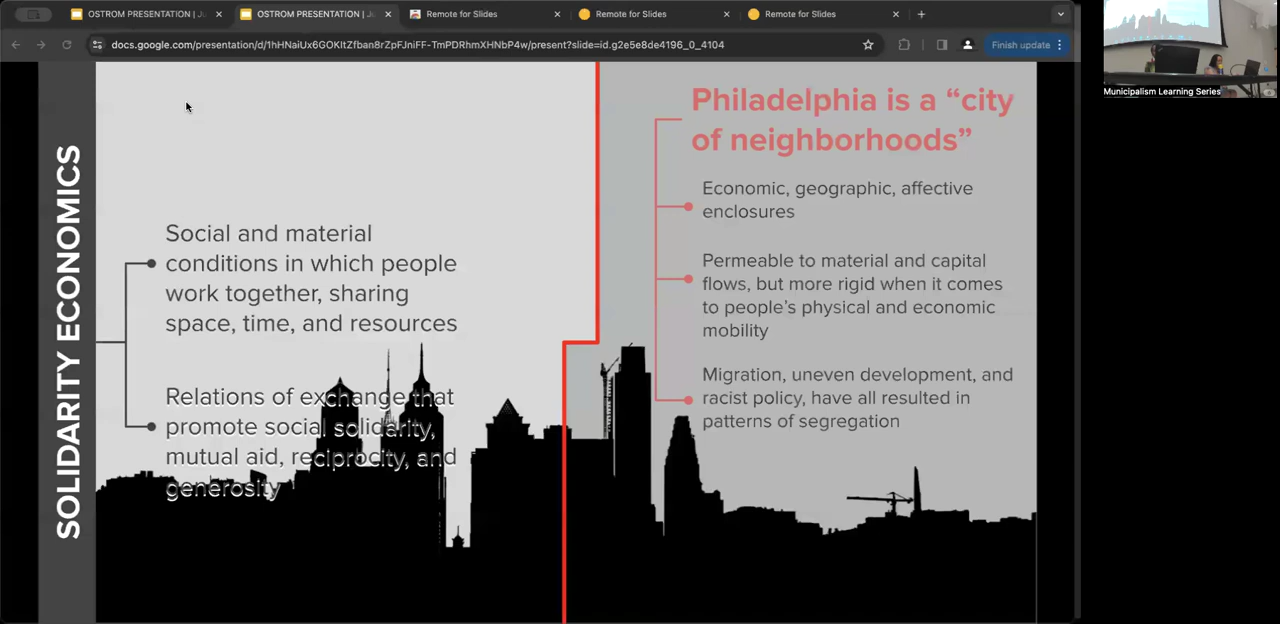 OSTROM PRESENTATION | Ju
OSTROM PRESENTATION | Ju
Remote for Slides
Remote for Slides
Remote for Slides
docs.google.com/presentation/d/1hHNaiUx6GOKItZfban8rZpFJniFF-TmPDRhmXHNbP4w/present?slide=id.g2e5e8de4196_0_4104
Finish update
Municipalism Learning Series
SOLIDARITY ECONOMICS
Social and material
conditions in which people
work together, sharing
space, time, and resources
Relations of exchange that
promote social solidarity,
mutual aid, reciprocity, and
generosity
Philadelphia is a “city
of neighborhoods”
Economic, geographic, affective
enclosures
Permeable to material and capital
flows, but more rigid when it comes
to people’s physical and economic
mobility
Migration, uneven development, and
racist policy, have all resulted in
patterns of segregation